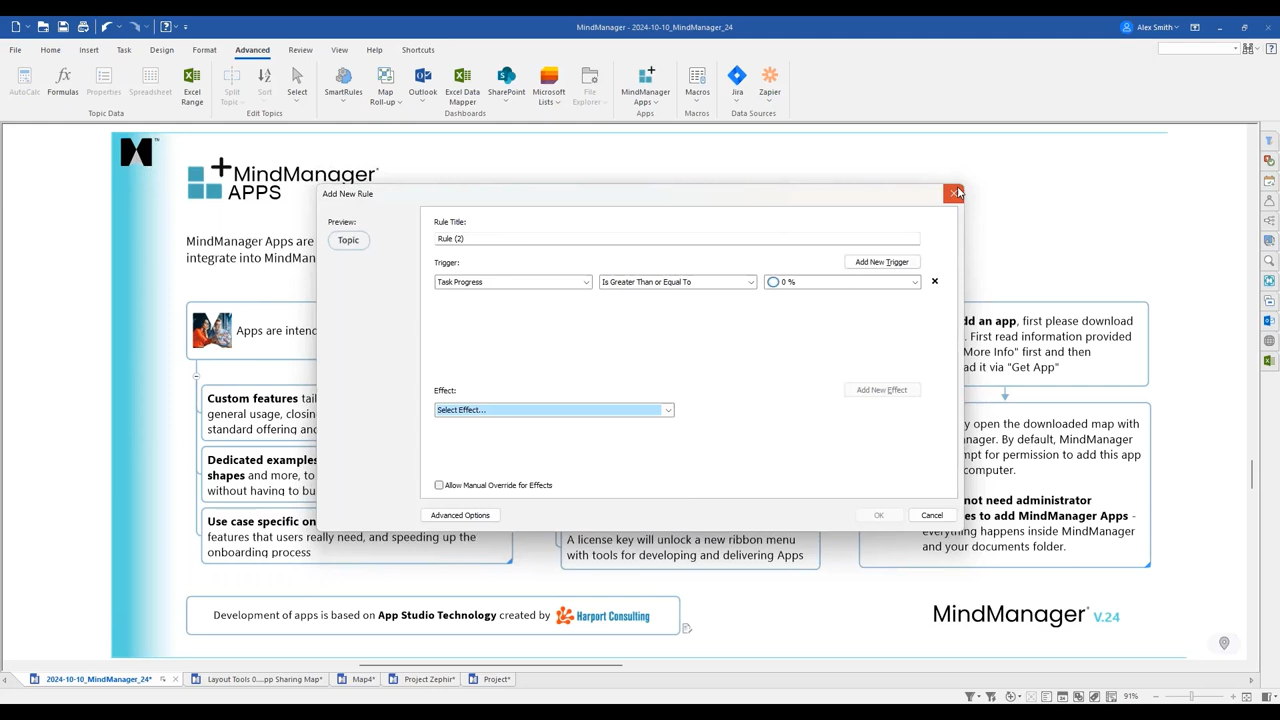 MindManager - 2024-10-10_MindManager_24
Alex Smith
File Home Insert Task Design Format Advanced Review View Help Shortcuts
AutoCalc
Formulas
Properties
Spreadsheet
Excel Range
Split Topic
Sort
Select
SmartRules
Map Roll-up
Outlook
Excel Data Mapper
SharePoint
Microsoft Lists
File Explorer
MindManager Apps
Macros
Jira
Zapier
Topic Data
Edit Topics
Dashboards
Apps
Macros
Data Sources
MindManager®
APPS
MindManager Apps are
integrate into MindMan
Apps are intend
Custom features tail
general usage, closing
standard offering and
Dedicated examples
shapes and more, to
without having to bu
Use case specific on
features that users really need, and speeding up the
onboarding process
Add New Rule
Preview:
Topic
Rule Title:
Rule (2)
Trigger:
Add New Trigger
Task Progress
Is Greater Than or Equal To
0 %
Effect:
Add New Effect
Select Effect...
Allow Manual Override for Effects
Advanced Options
OK
Cancel
A license key will unlock a new ribbon menu
with tools for developing and delivering Apps
dd an app, first please download
First read information provided
More Info" first and then
ad it via "Get App"
y open the downloaded map with
nager. By default, MindManager
mpt for permission to add this app
computer.
not need administrator
es to add MindManager Apps -
everything happens inside MindManager
and your documents folder.
Development of apps is based on App Studio Technology created by Harport Consulting
MindManager® V.24
2024-10-10_MindManager_24*
Layout Tools 0....pp Sharing Map*
Map4*
Project Zephir*
Project*
91%